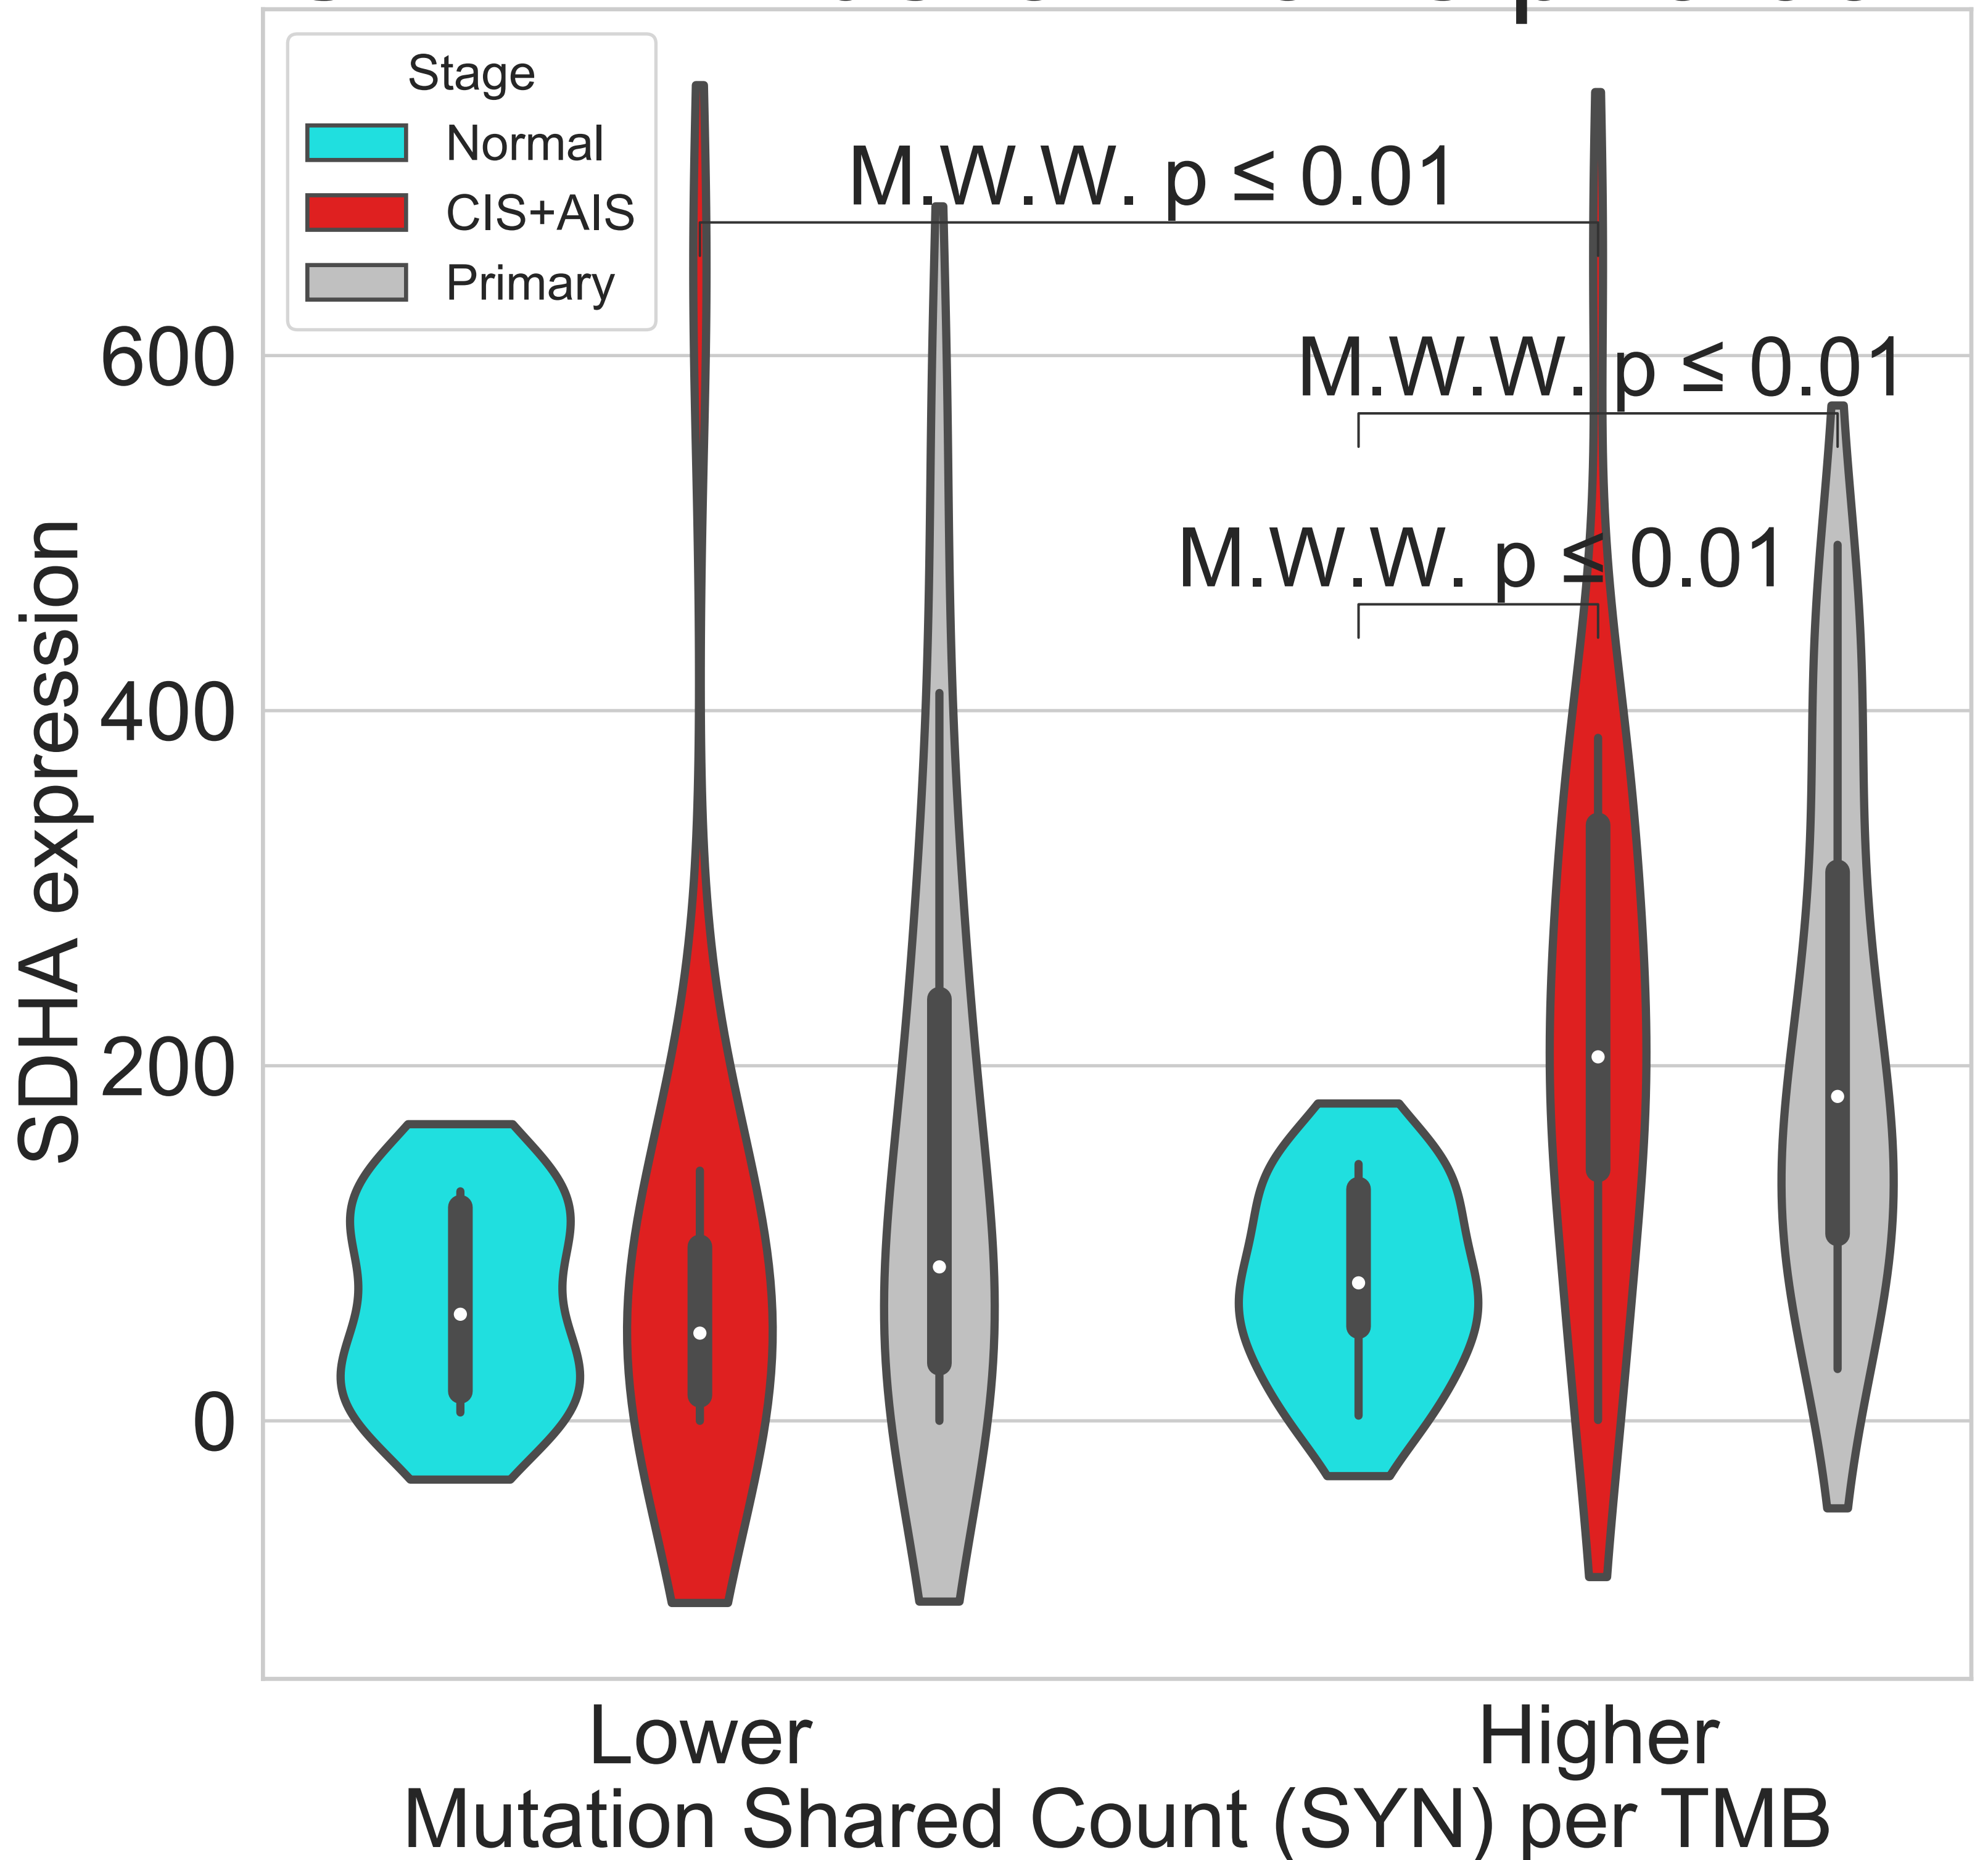 Stage
Normal
CIS+AIS
Primary
M.W.W. p ≤ 0.01
M.W.W. p ≤ 0.01
M.W.W. p ≤ 0.01
SDHA expression
600
400
200
0
Lower
Higher
Mutation Shared Count (SYN) per TMB